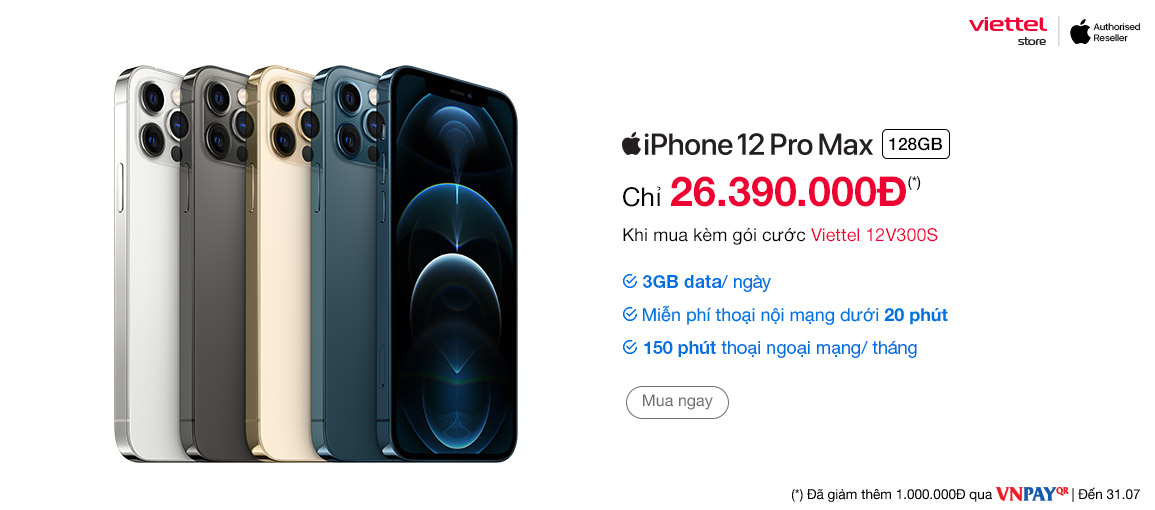 viettel
store
Authorised
Reseller
iPhone 12 Pro Max 128GB
Chỉ 26.390.000Đ(*)
Khi mua kèm gói cước Viettel 12V300S
3GB data/ ngày
Miễn phí thoại nội mạng dưới 20 phút
150 phút thoại ngoại mạng/ tháng
Mua ngay
(*) Đã giảm thêm 1.000.000Đ qua VNPAYQR | Đến 31.07